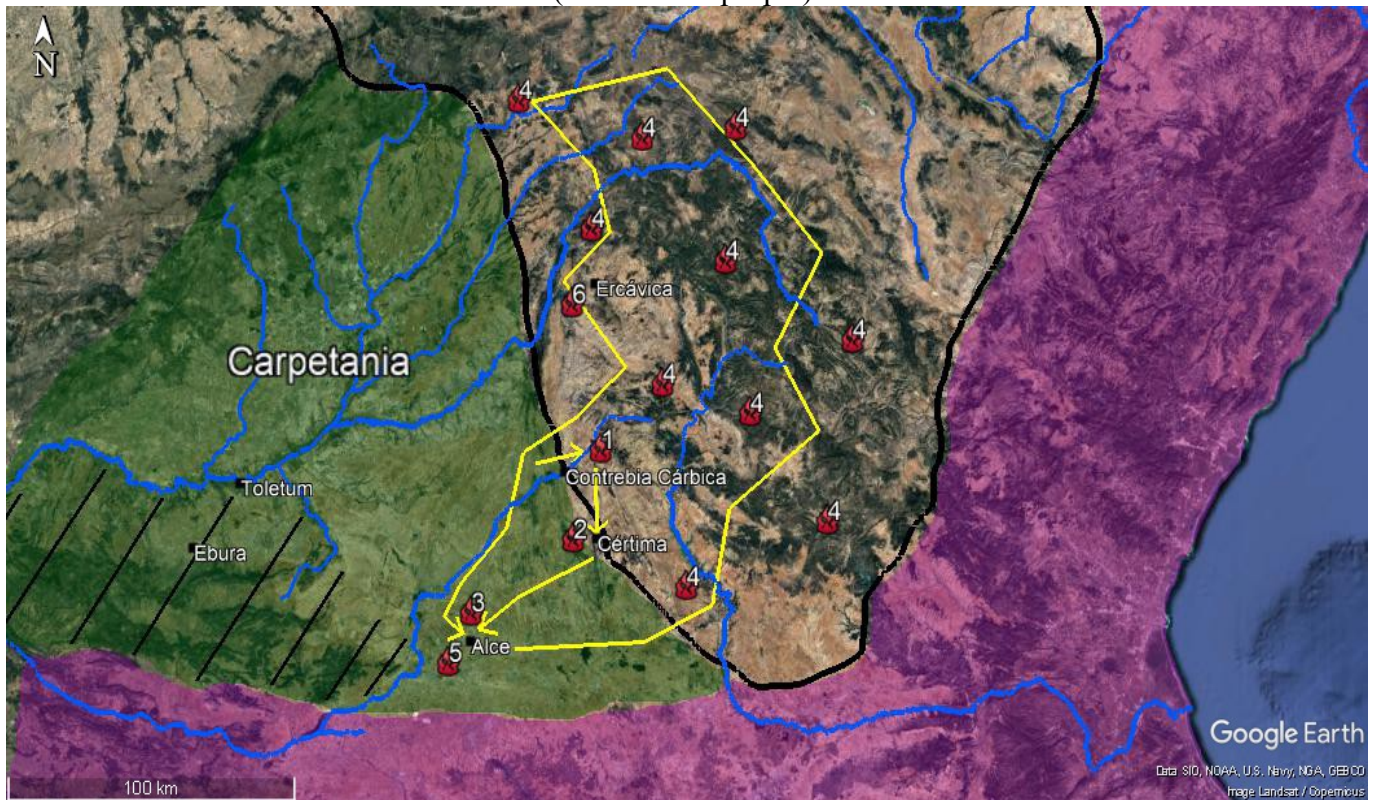 N
4
4
4
4
6 Ercávica
4
4
Carpetania
4
4
1
Contrebia Cárbica
Toletum
4
2
Cértima
Ebura
4
3
Alce
5
Google Earth
100 km
Data SIO, NOAA, U.S. Navy, NGA, GEBCO
Image Landsat / Copernicus